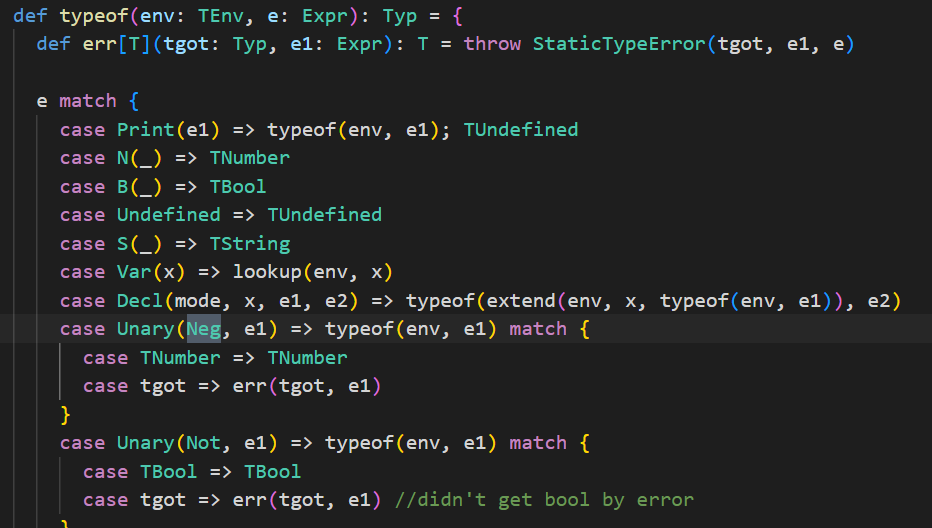 def typeof(env: TEnv, e: Expr): Typ = {
def err[T](tgot: Typ, e1: Expr): T = throw StaticTypeError(tgot, e1, e)
e match {
case Print(e1) => typeof(env, e1); TUndefined
case N(_) => TNumber
case B(_) => TBool
case Undefined => TUndefined
case S(_) => TString
case Var(x) => lookup(env, x)
case Decl(mode, x, e1, e2) => typeof(extend(env, x, typeof(env, e1)), e2)
case Unary(Neg, e1) => typeof(env, e1) match {
case TNumber => TNumber
case tgot => err(tgot, e1)
}
case Unary(Not, e1) => typeof(env, e1) match {
case TBool => TBool
case tgot => err(tgot, e1) //didn't get bool by error
}